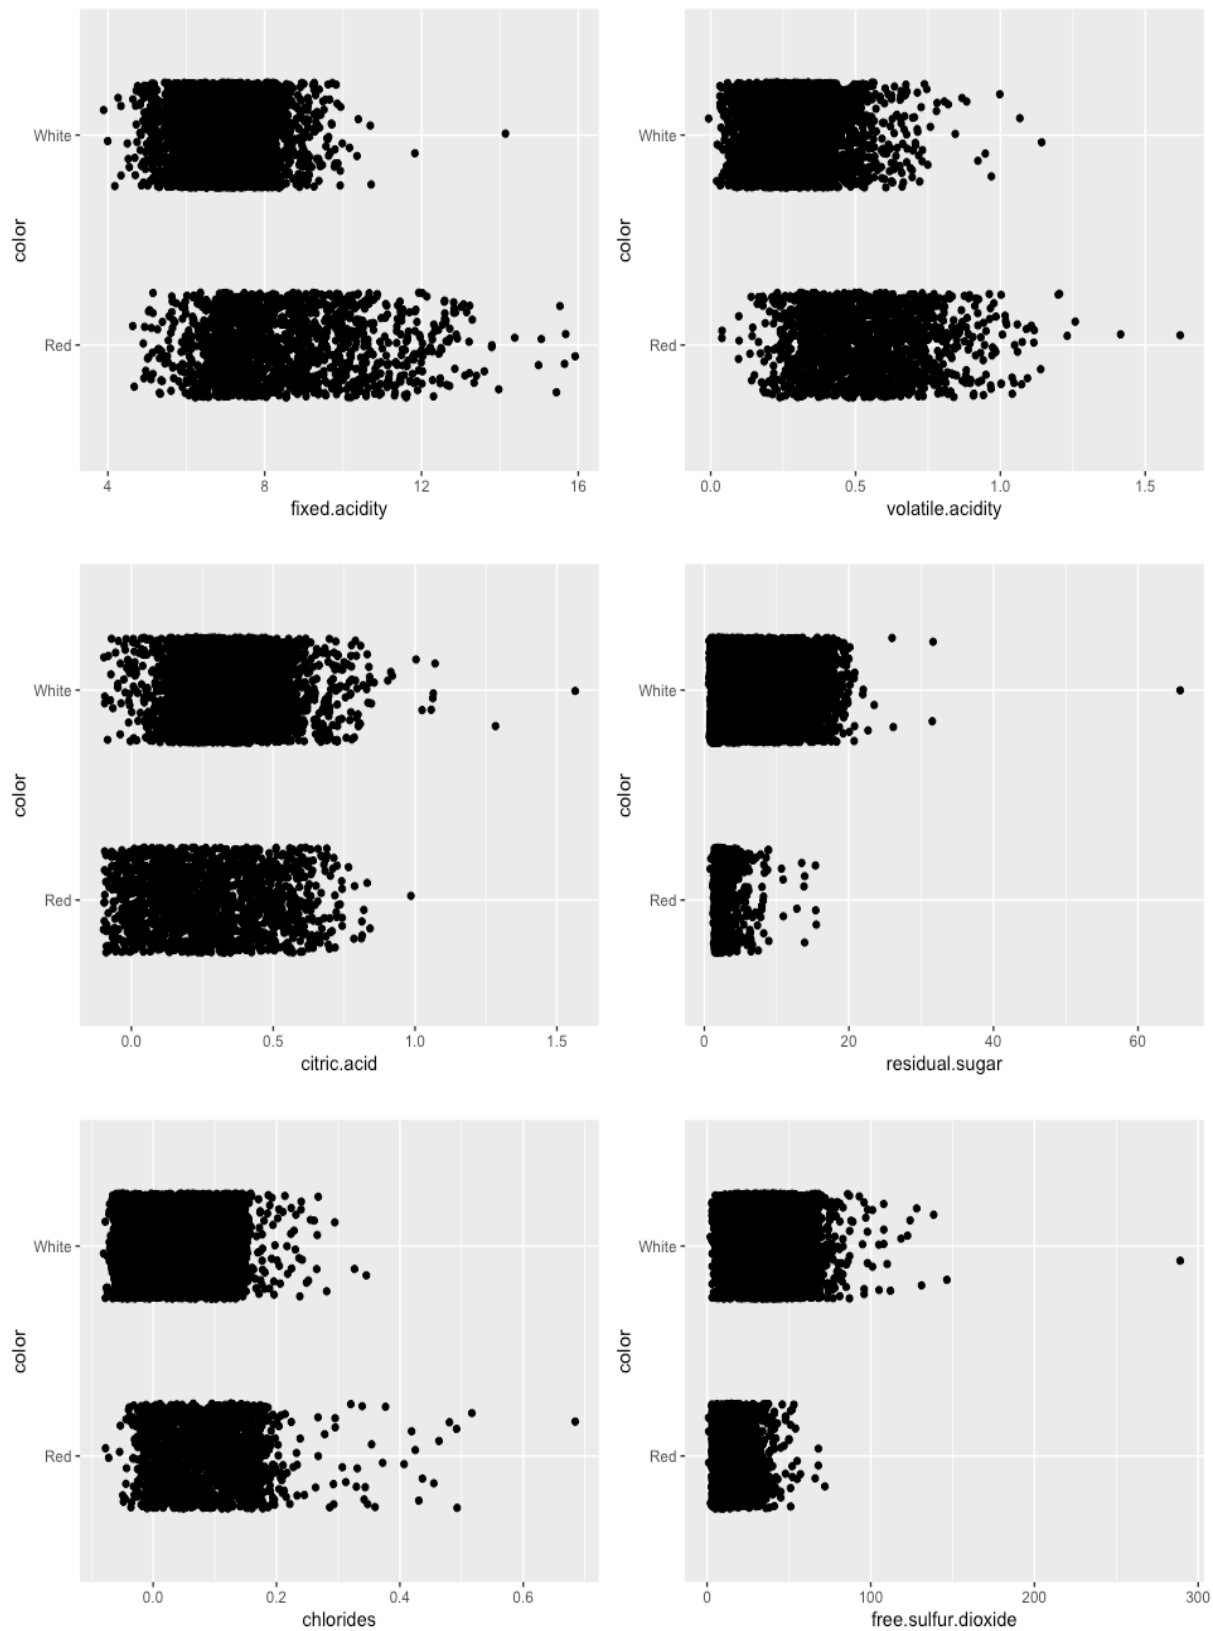 color
White
Red
4 8 12 16
fixed.acidity
color
White
Red
0.0 0.5 1.0 1.5
volatile.acidity
color
White
Red
0.0 0.5 1.0 1.5
citric.acid
color
White
Red
0 20 40 60
residual.sugar
color
White
Red
0.0 0.2 0.4 0.6
chlorides
color
White
Red
0 100 200 300
free.sulfur.dioxide